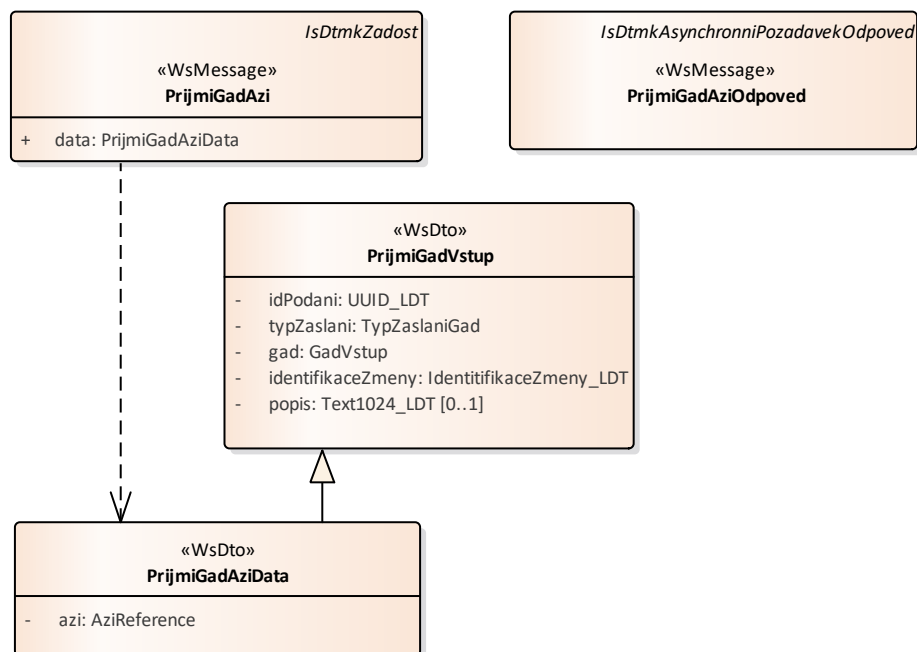 IsDtmkZadost
«WsMessage»
PrijmiGadAzi
+ data: PrijmiGadAziData
IsDtmkAsynchronniPozadavekOdpoved
«WsMessage»
PrijmiGadAziOdpoved
«WsDto»
PrijmiGadVstup
- idPodani: UUID_LDT
- typZaslani: TypZaslaniGad
- gad: GadVstup
- identifikaceZmeny: IdentitifikaceZmeny_LDT
- popis: Text1024_LDT [0..1]
«WsDto»
PrijmiGadAziData
- azi: AziReference